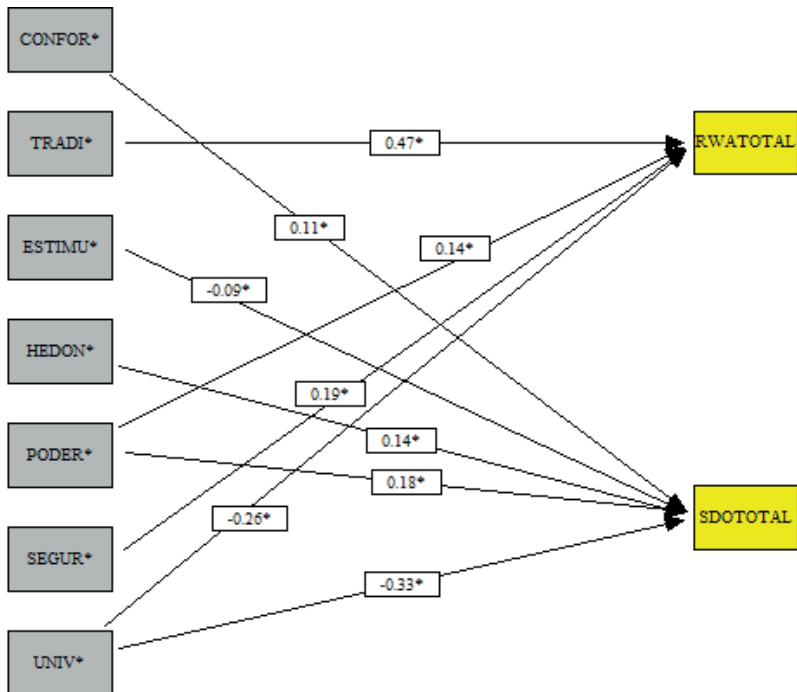 CONFOR*
TRADI*
0.47*
RWATOTAL
0.11*
ESTIMU*
0.14*
-0.09*
HEDON*
0.19*
PODER*
0.14*
0.18*
-0.26*
SDOTOTAL
SEGUR*
-0.33*
UNIV*